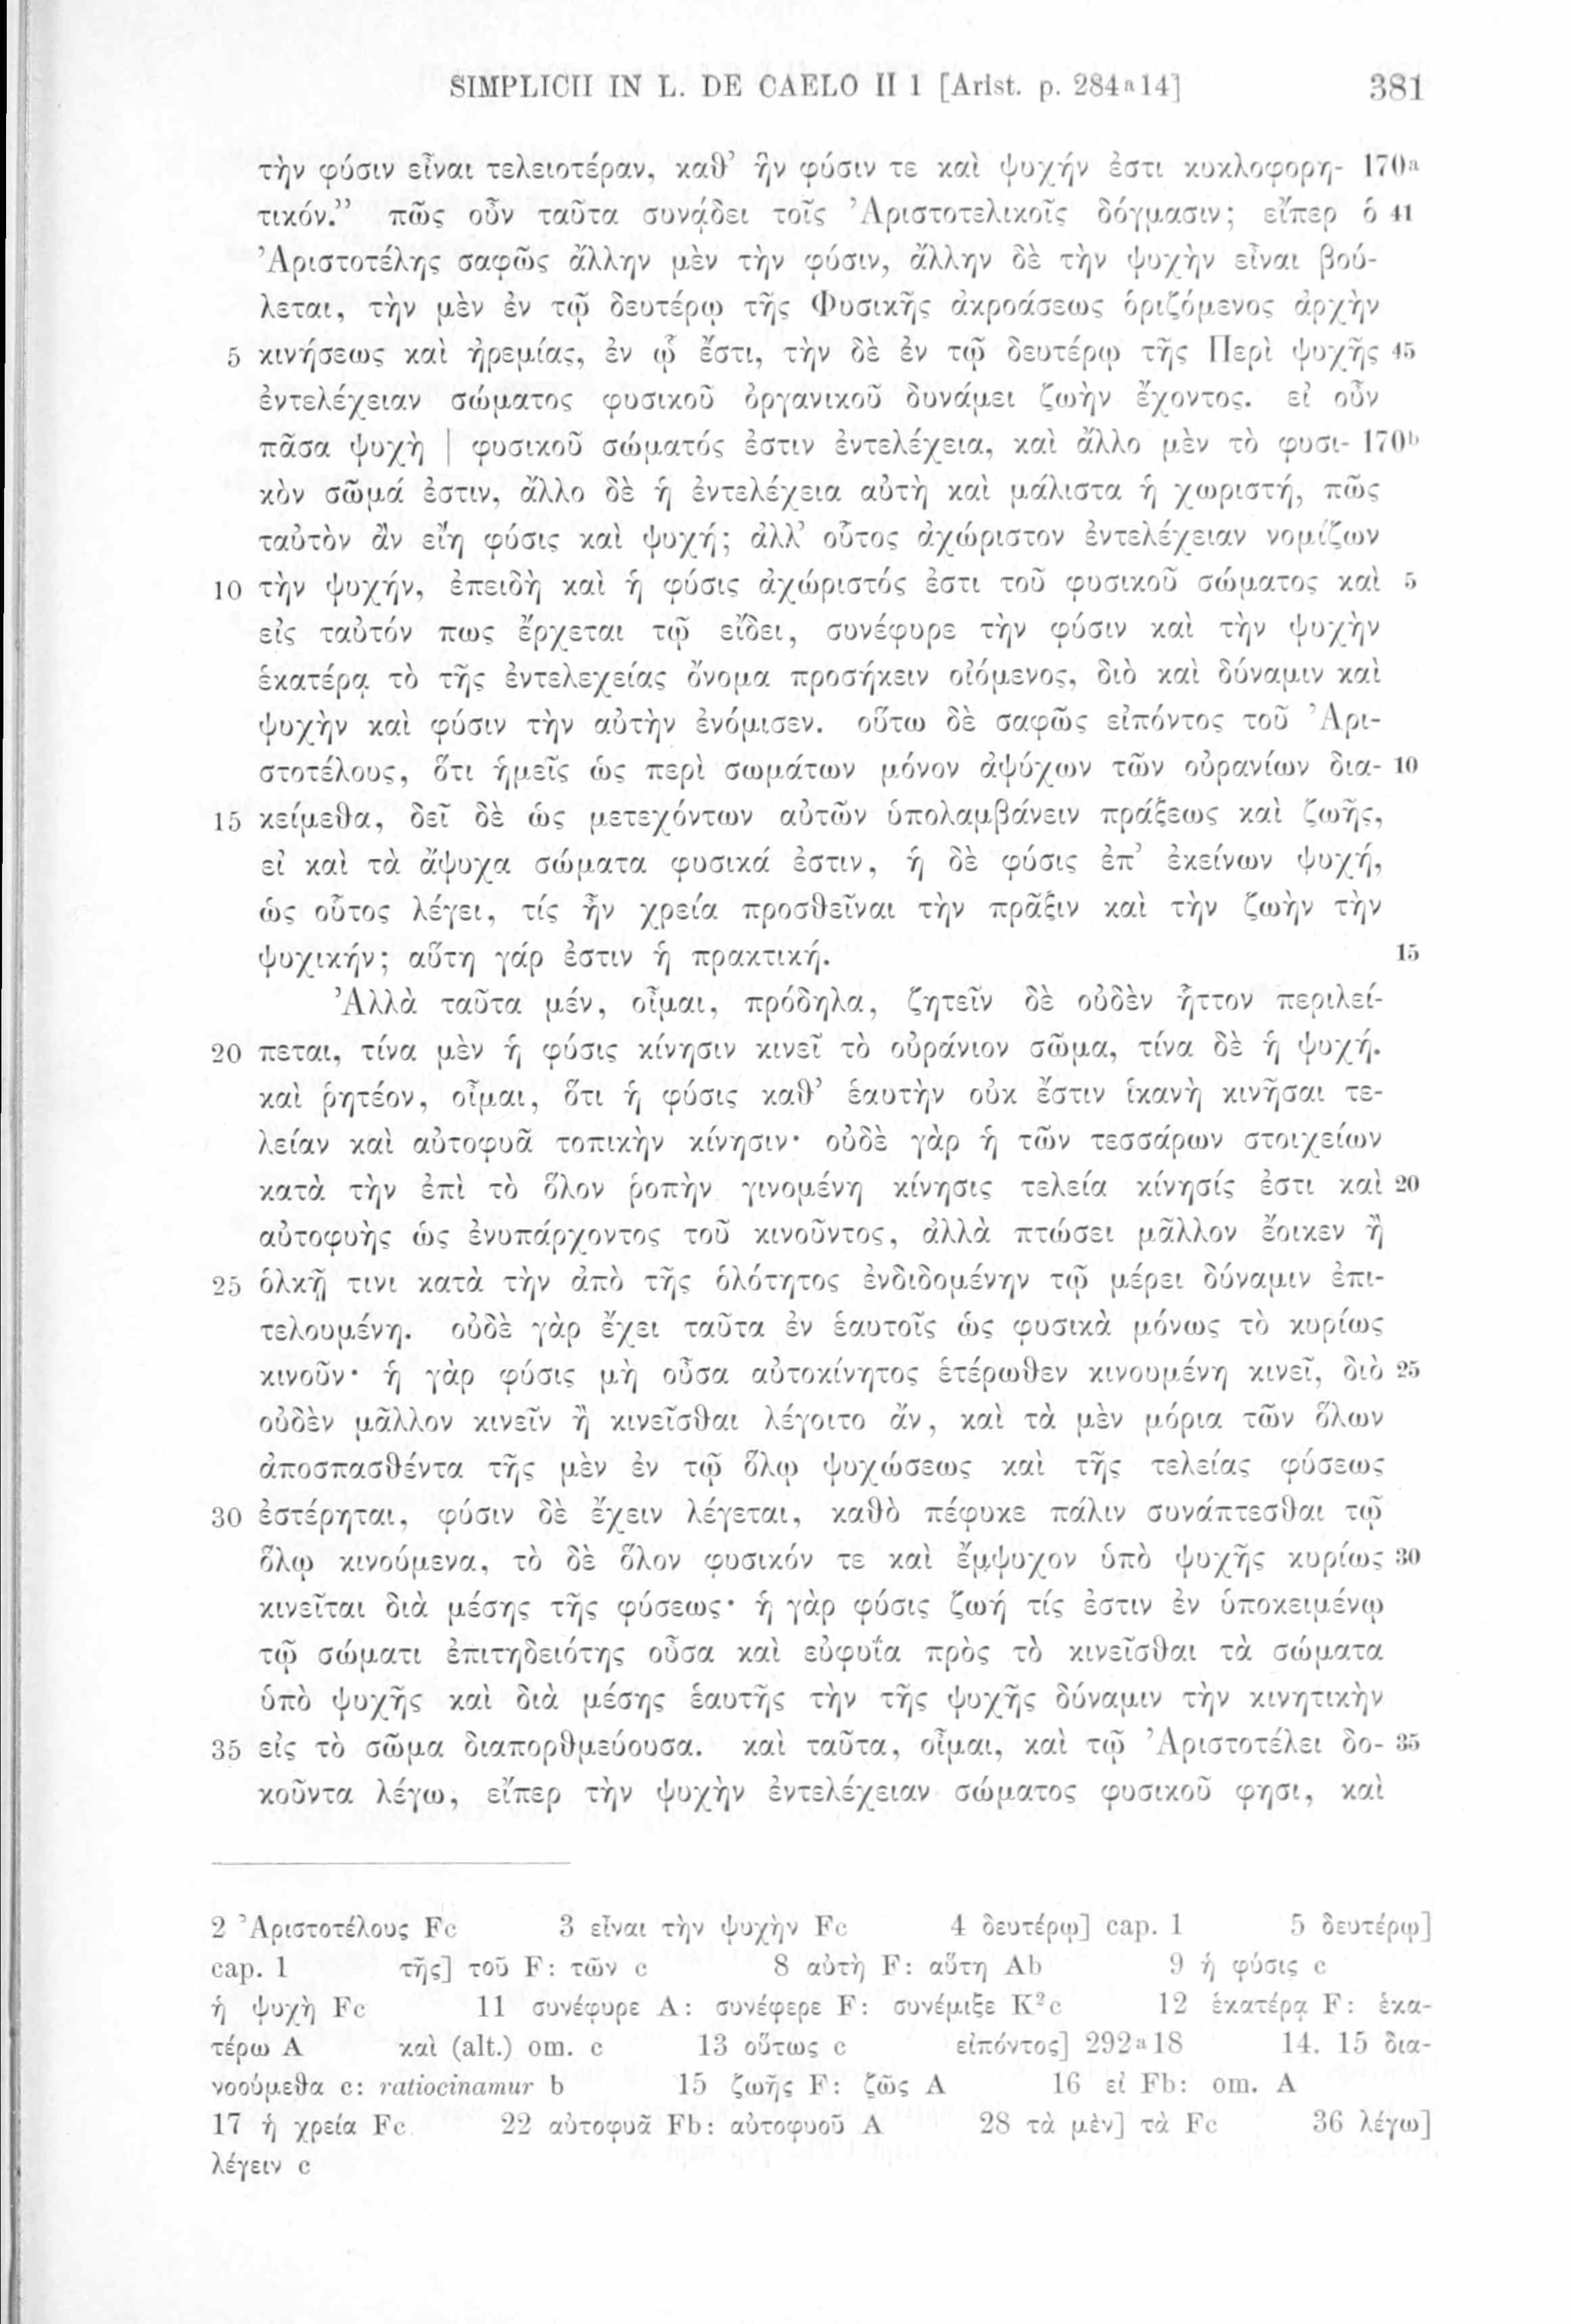 SIMPLICII IN L. DE CAELO II 1 [Arist. p. 284ᵃ14] 381
τὴν φύσιν εἶναι τελειοτέραν, καθ’ ἣν φύσιν τε καὶ ψυχήν ἐστι κυκλοφορη- 170ᵃ
τικόν.” πῶς οὖν ταῦτα συνᾴδει τοῖς Ἀριστοτελικοῖς δόγμασιν; εἴπερ ὁ 41
Ἀριστοτέλης σαφῶς ἄλλην μὲν τὴν φύσιν, ἄλλην δὲ τὴν ψυχὴν εἶναι βού-
λεται, τὴν μὲν ἐν τῷ δευτέρῳ τῆς Φυσικῆς ἀκροάσεως ὁριζόμενος ἀρχὴν
5 κινήσεως καὶ ἠρεμίας, ἐν ᾧ ἔστι, τὴν δὲ ἐν τῷ δευτέρῳ τῆς Περὶ ψυχῆς 45
ἐντελέχειαν σώματος φυσικοῦ ὀργανικοῦ δυνάμει ζωὴν ἔχοντος. εἰ οὖν
πᾶσα ψυχὴ | φυσικοῦ σώματός ἐστιν ἐντελέχεια, καὶ ἄλλο μὲν τὸ φυσι- 170ᵇ
κὸν σῶμά ἐστιν, ἄλλο δὲ ἡ ἐντελέχεια αὐτὴ καὶ μάλιστα ἡ χωριστή, πῶς
ταὐτὸν ἂν εἴη φύσις καὶ ψυχή; ἀλλ’ οὗτος ἀχώριστον ἐντελέχειαν νομίζων
10 τὴν ψυχήν, ἐπειδὴ καὶ ἡ φύσις ἀχώριστός ἐστι τοῦ φυσικοῦ σώματος καὶ 5
εἰς ταὐτόν πως ἔρχεται τῷ εἴδει, συνέφυρε τὴν φύσιν καὶ τὴν ψυχὴν
ἑκατέρᾳ τὸ τῆς ἐντελεχείας ὄνομα προσήκειν οἰόμενος, διὸ καὶ δύναμιν καὶ
ψυχὴν καὶ φύσιν τὴν αὐτὴν ἐνόμισεν. οὕτω δὲ σαφῶς εἰπόντος τοῦ Ἀρι-
στοτέλους, ὅτι ἡμεῖς ὡς περὶ σωμάτων μόνον ἀψύχων τῶν οὐρανίων δια- 10
15 κείμεθα, δεῖ δὲ ὡς μετεχόντων αὐτῶν ὑπολαμβάνειν πράξεως καὶ ζωῆς,
εἰ καὶ τὰ ἄψυχα σώματα φυσικά ἐστιν, ἡ δὲ φύσις ἐπ’ ἐκείνων ψυχή,
ὡς οὗτος λέγει, τίς ἦν χρεία προσθεῖναι τὴν πρᾶξιν καὶ τὴν ζωὴν τὴν
ψυχικήν; αὕτη γάρ ἐστιν ἡ πρακτική. 15
Ἀλλὰ ταῦτα μέν, οἶμαι, πρόδηλα, ζητεῖν δὲ οὐδὲν ἧττον περιλεί-
20 πεται, τίνα μὲν ἡ φύσις κίνησιν κινεῖ τὸ οὐράνιον σῶμα, τίνα δὲ ἡ ψυχή.
καὶ ῥητέον, οἶμαι, ὅτι ἡ φύσις καθ’ ἑαυτὴν οὐκ ἔστιν ἱκανὴ κινῆσαι τε-
λείαν καὶ αὐτοφυᾶ τοπικὴν κίνησιν· οὐδὲ γὰρ ἡ τῶν τεσσάρων στοιχείων
κατὰ τὴν ἐπὶ τὸ ὅλον ῥοπὴν γινομένη κίνησις τελεία κίνησίς ἐστι καὶ 20
αὐτοφυὴς ὡς ἐνυπάρχοντος τοῦ κινοῦντος, ἀλλὰ πτώσει μᾶλλον ἔοικεν ἢ
25 ὁλκῇ τινι κατὰ τὴν ἀπὸ τῆς ὁλότητος ἐνδιδομένην τῷ μέρει δύναμιν ἐπι-
τελουμένη. οὐδὲ γὰρ ἔχει ταῦτα ἐν ἑαυτοῖς ὡς φυσικὰ μόνως τὸ κυρίως
κινοῦν· ἡ γὰρ φύσις μὴ οὖσα αὐτοκίνητος ἑτέρωθεν κινουμένη κινεῖ, διὸ 25
οὐδὲν μᾶλλον κινεῖν ἢ κινεῖσθαι λέγοιτο ἄν, καὶ τὰ μὲν μόρια τῶν ὅλων
ἀποσπασθέντα τῆς μὲν ἐν τῷ ὅλῳ ψυχώσεως καὶ τῆς τελείας φύσεως
30 ἐστέρηται, φύσιν δὲ ἔχειν λέγεται, καθὸ πέφυκε πάλιν συνάπτεσθαι τῷ
ὅλῳ κινούμενα, τὸ δὲ ὅλον φυσικόν τε καὶ ἔμψυχον ὑπὸ ψυχῆς κυρίως 30
κινεῖται διὰ μέσης τῆς φύσεως· ἡ γὰρ φύσις ζωή τίς ἐστιν ἐν ὑποκειμένῳ
τῷ σώματι ἐπιτηδειότης οὖσα καὶ εὐφυΐα πρὸς τὸ κινεῖσθαι τὰ σώματα
ὑπὸ ψυχῆς καὶ διὰ μέσης ἑαυτῆς τὴν τῆς ψυχῆς δύναμιν τὴν κινητικὴν
35 εἰς τὸ σῶμα διαπορθμεύουσα. καὶ ταῦτα, οἶμαι, καὶ τῷ Ἀριστοτέλει δο- 35
κοῦντα λέγω, εἴπερ τὴν ψυχὴν ἐντελέχειαν σώματος φυσικοῦ φησι, καὶ
2 Ἀριστοτέλους Fc 3 εἶναι τὴν ψυχὴν Fc 4 δευτέρῳ] cap. 1 5 δευτέρῳ]
cap. 1 τῆς] τοῦ F: τῶν c 8 αὐτὴ F: αὕτη Ab 9 ἡ φύσις c
ἡ ψυχὴ Fc 11 συνέφυρε A: συνέφερε F: συνέμιξε K²c 12 ἑκατέρᾳ F: ἑκα-
τέρω A καὶ (alt.) om. c 13 οὕτως c εἰπόντος] 292ᵃ18 14. 15 δια-
νοούμεθα c: ratiocinamur b 15 ζωῆς F: ζῶς A 16 εἰ Fb: om. A
17 ἡ χρεία Fc 22 αὐτοφυᾶ Fb: αὐτοφυοῦ A 28 τὰ μὲν] τὰ Fc 36 λέγω]
λέγειν c